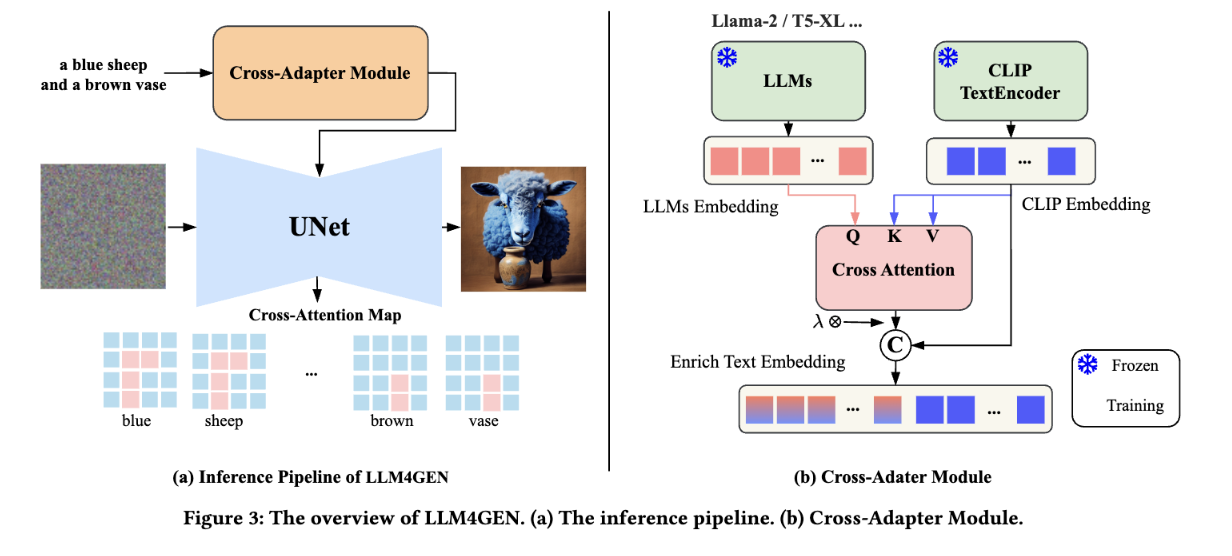 a blue sheep
and a brown vase
Cross-Adapter Module
UNet
Cross-Attention Map
...
blue
sheep
brown
vase
(a) Inference Pipeline of LLM4GEN
Llama-2 / T5-XL ...
LLMs
CLIP
TextEncoder
...
...
LLMs Embedding
CLIP Embedding
Q K V
Cross Attention
λ ⊗
C
Enrich Text Embedding
... ...
Frozen
Training
(b) Cross-Adater Module
Figure 3: The overview of LLM4GEN. (a) The inference pipeline. (b) Cross-Adapter Module.